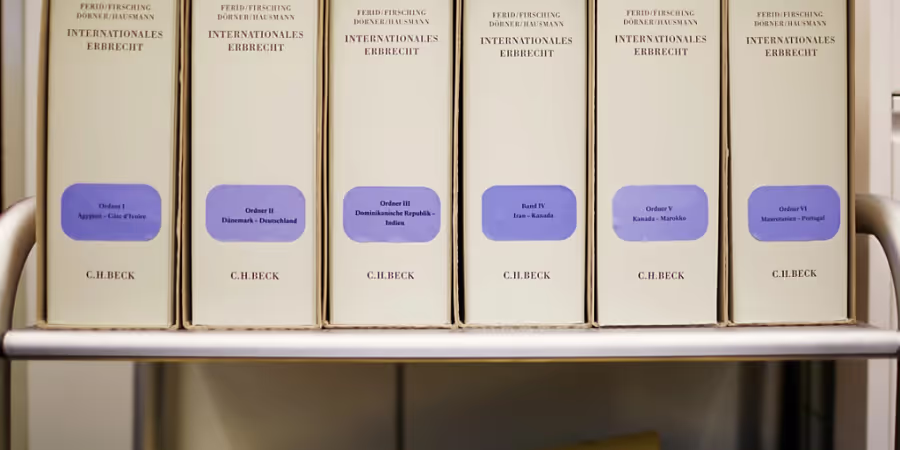 FERID/FIRSCHING
DÖRNER/HAUSMANN
INTERNATIONALES
ERBRECHT
Ordner I
Ägypten – Côte d'Ivoire
C.H.BECK
FERID/FIRSCHING
DÖRNER/HAUSMANN
INTERNATIONALES
ERBRECHT
Ordner II
Dänemark – Deutschland
C.H.BECK
FERID/FIRSCHING
DÖRNER/HAUSMANN
INTERNATIONALES
ERBRECHT
Ordner III
Dominikanische Republik –
Indien
C.H.BECK
FERID/FIRSCHING
DÖRNER/HAUSMANN
INTERNATIONALES
ERBRECHT
Band IV
Iran – Kanada
C.H.BECK
FERID/FIRSCHING
DÖRNER/HAUSMANN
INTERNATIONALES
ERBRECHT
Ordner V
Kanada – Marokko
C.H.BECK
FERID/FIRSCHING
DÖRNER/HAUSMANN
INTERNATIONALES
ERBRECHT
Ordner VI
Mauretanien – Portugal
C.H.BECK